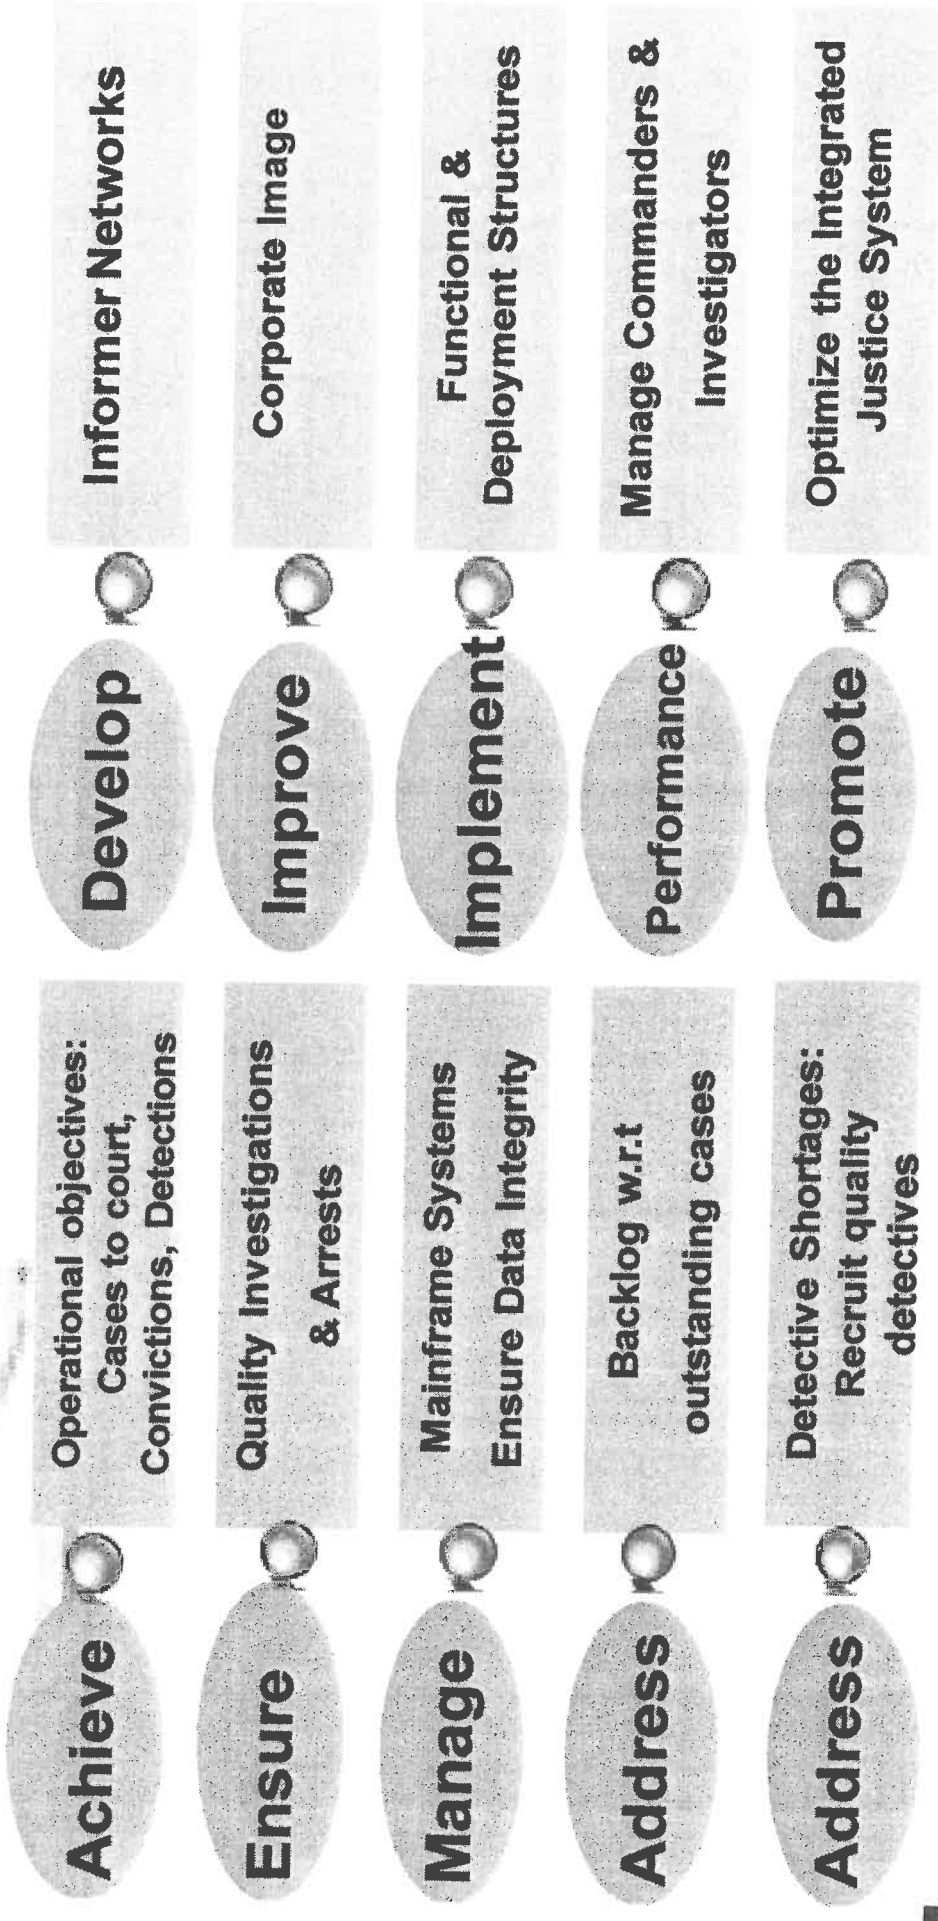 Achieve
Operational objectives:
Cases to court,
Convictions, Detections
Develop
Informer Networks
Ensure
Quality Investigations
& Arrests
Improve
Corporate Image
Manage
Mainframe Systems
Ensure Data Integrity
Implement
Functional &
Deployment Structures
Address
Backlog w.r.t
outstanding cases
Performance
Manage Commanders &
Investigators
Address
Detective Shortages:
Recruit quality
detectives
Promote
Optimize the Integrated
Justice System